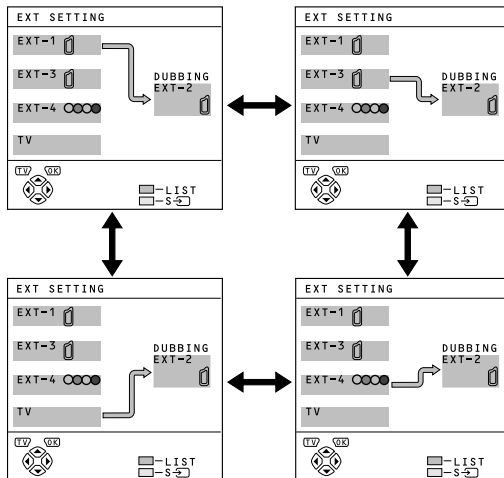 EXT SETTING
EXT-1
EXT-3
DUBBING
EXT-2
EXT-4
TV
TV OK
LIST
S
EXT SETTING
EXT-1
EXT-3
DUBBING
EXT-2
EXT-4
TV
TV OK
LIST
S
EXT SETTING
EXT-1
EXT-3
DUBBING
EXT-2
EXT-4
TV
TV OK
LIST
S
EXT SETTING
EXT-1
EXT-3
DUBBING
EXT-2
EXT-4
TV
TV OK
LIST
S